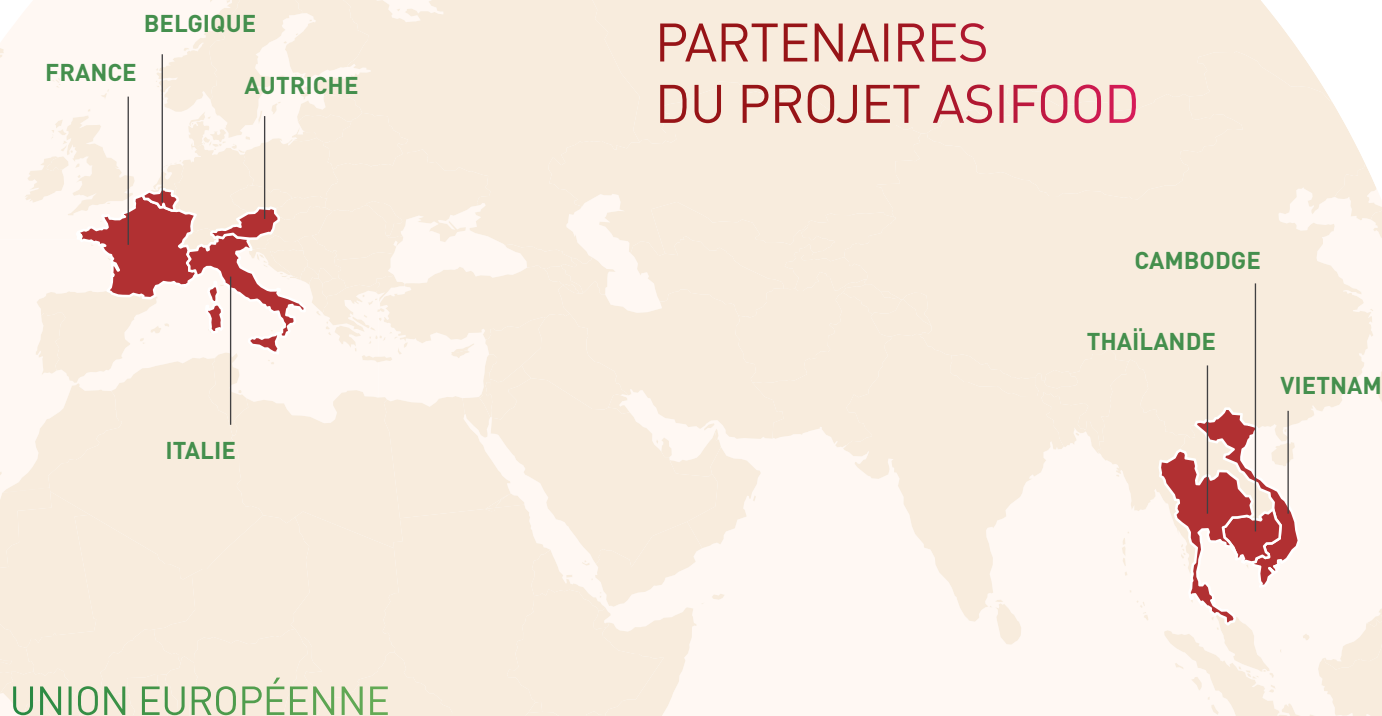 PARTENAIRES
DU PROJET ASIFOOD
BELGIQUE
FRANCE
AUTRICHE
ITALIE
CAMBODGE
THAÏLANDE
VIETNAM
UNION EUROPÉENNE